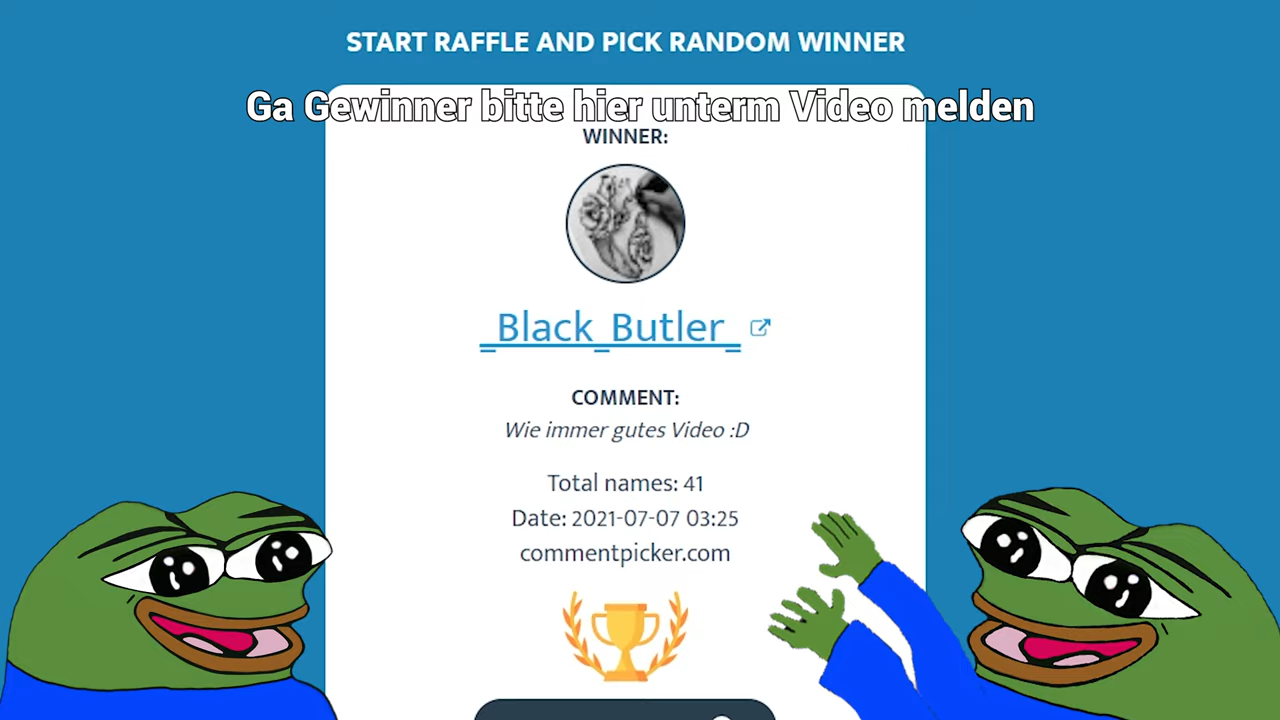 START RAFFLE AND PICK RANDOM WINNER
Ga Gewinner bitte hier unterm Video melden
WINNER:
_Black_Butler_
COMMENT:
Wie immer gutes Video :D
Total names: 41
Date: 2021-07-07 03:25
commentpicker.com